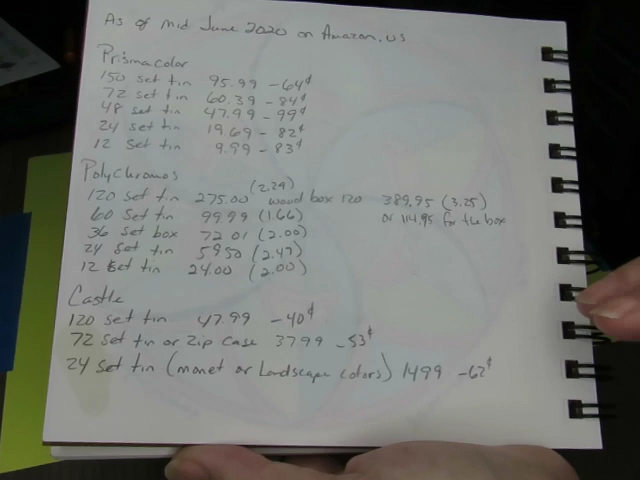 As of mid June 2020 on Amazon.us
Prismacolor
150 set tin 95.99 - 64¢
72 set tin 60.39 - 84¢
48 set tin 47.99 - 99¢
24 set tin 19.69 - 82¢
12 set tin 9.99 - 83¢
Polychromos
120 set tin 275.00 (2.29) wood box 120 389.95 (3.25)
60 set tin 99.99 (1.66) or 114.95 for the box
36 set box 72.01 (2.00)
24 set tin 59.50 (2.47)
12 set tin 24.00 (2.00)
Castle
120 set tin 47.99 - 40¢
72 set tin or zip case 3799 - 53¢
24 set tin (monet or Landscape colors) 1499 - 62¢